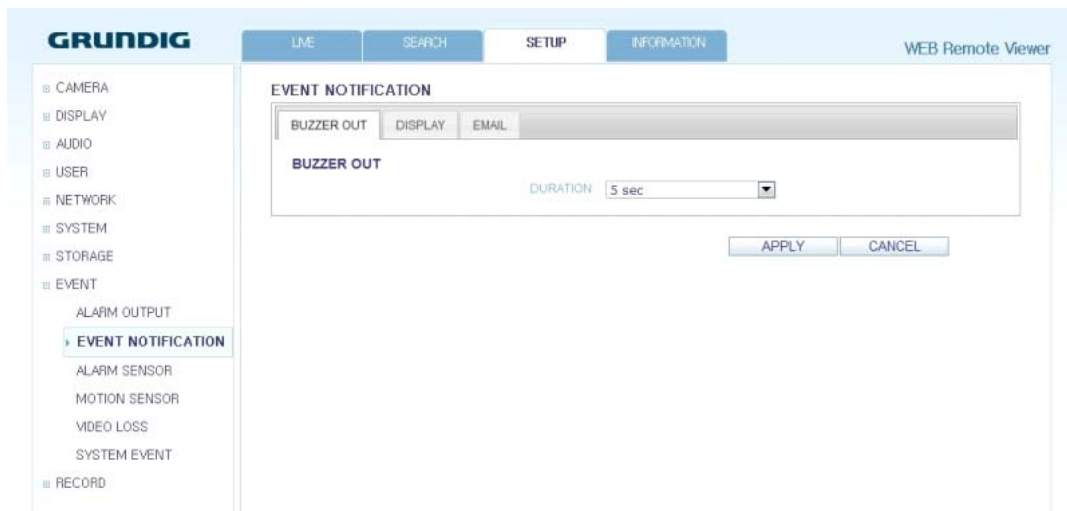 GRUNDIG
LIVE SEARCH SETUP INFORMATION
WEB Remote Viewer
CAMERA
DISPLAY
AUDIO
USER
NETWORK
SYSTEM
STORAGE
EVENT
ALARM OUTPUT
EVENT NOTIFICATION
ALARM SENSOR
MOTION SENSOR
VIDEO LOSS
SYSTEM EVENT
RECORD
EVENT NOTIFICATION
BUZZER OUT DISPLAY EMAIL
BUZZER OUT
DURATION 5 sec
APPLY CANCEL